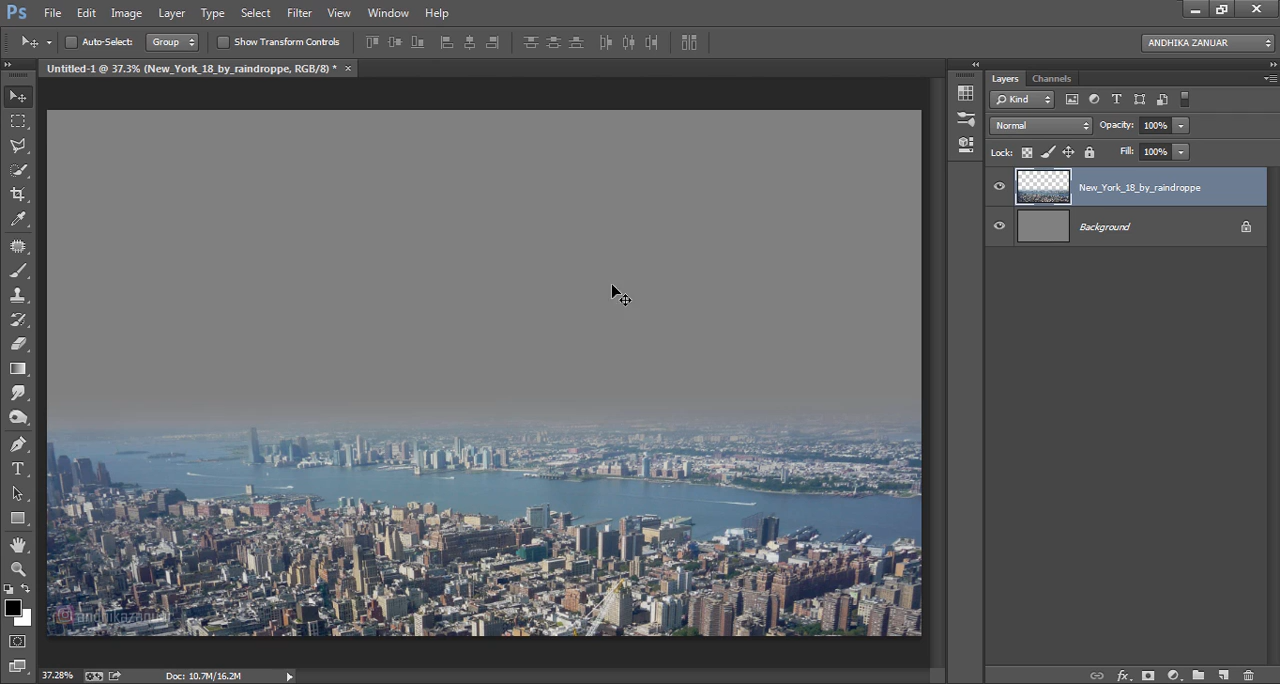 Ps File Edit Image Layer Type Select Filter View Window Help
Auto-Select: Group Show Transform Controls ANDHIKA ZANUAR
Untitled-1 @ 37.3% (New_York_18_by_raindroppe, RGB/8) * ×
Layers Channels
Kind
Normal Opacity: 100%
Lock: Fill: 100%
New_York_18_by_raindroppe
Background
T
andhikazanuar
37.28% Doc: 10.7M/16.2M
fx